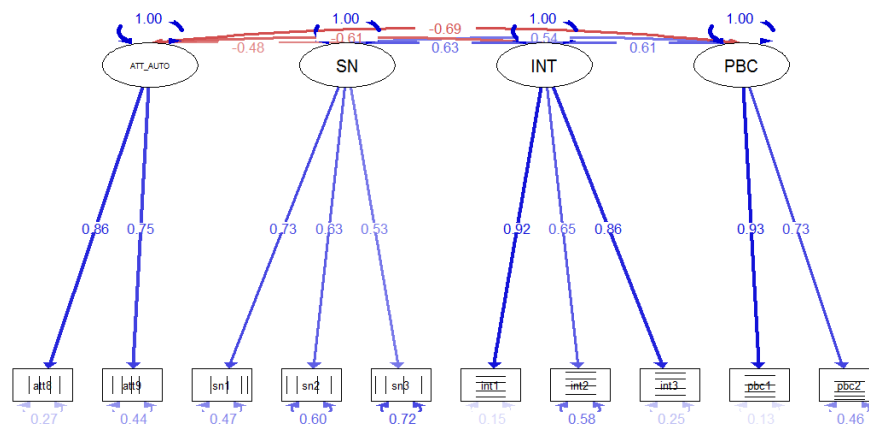 1.00 1.00 1.00 1.00
-0.69
-0.61 0.54
-0.48 0.63 0.61
ATT_AUTO SN INT PBC
0.86 0.75 0.73 0.63 0.53 0.92 0.65 0.86 0.93 0.73
att8 att9 sn1 sn2 sn3 int1 int2 int3 pbc1 pbc2
0.27 0.44 0.47 0.60 0.72 0.15 0.58 0.25 0.13 0.46